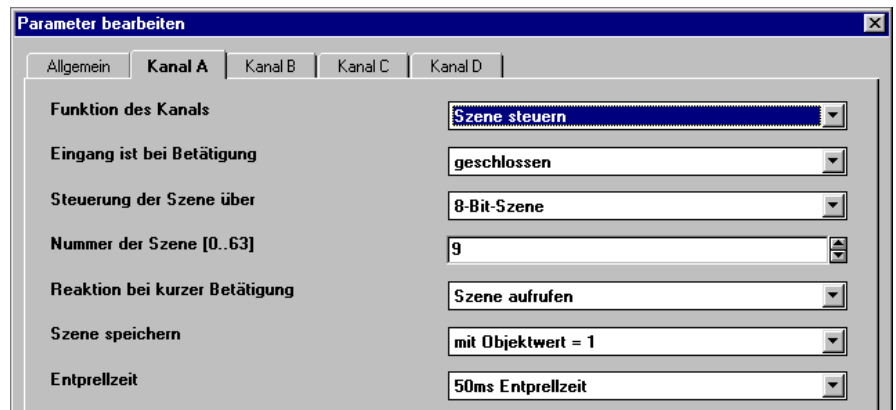 Parameter bearbeiten
Allgemein Kanal A Kanal B Kanal C Kanal D
Funktion des Kanals Szene steuern
Eingang ist bei Betätigung geschlossen
Steuerung der Szene über 8-Bit-Szene
Nummer der Szene [0..63] 9
Reaktion bei kurzer Betätigung Szene aufrufen
Szene speichern mit Objektwert = 1
Entprellzeit 50ms Entprellzeit